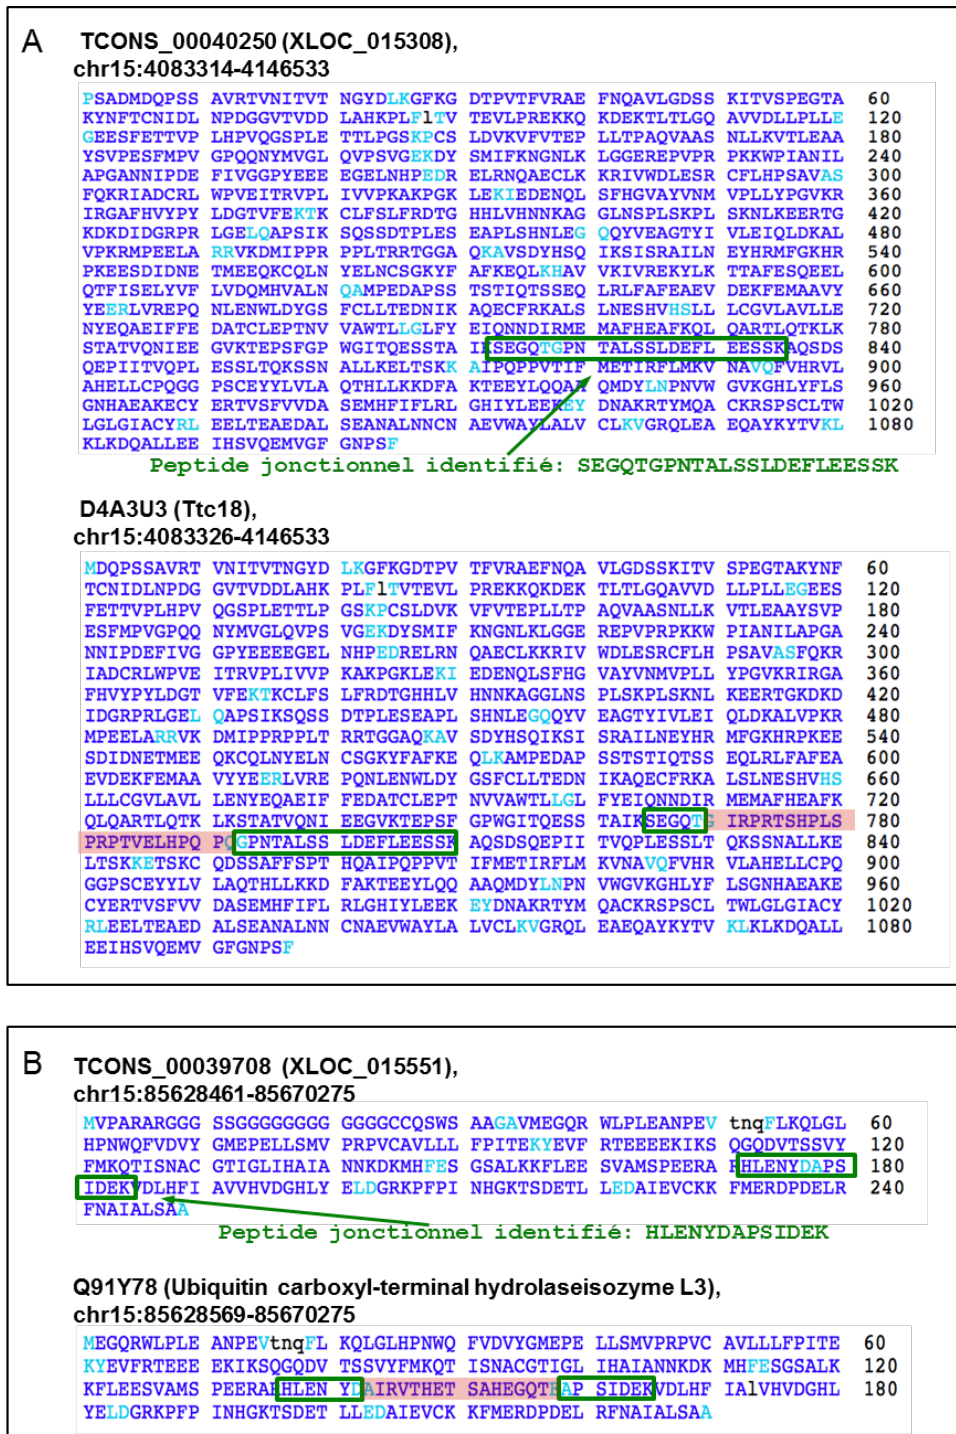 A
TCONS_00040250 (XLOC_015308),
chr15:4083314-4146533
PSADMDQPSS AVRTVNITVT NGYDLKGFKG DTPVTFVRAE FNQAVLGDSS KITVSPEGTA 60
KYNFTCNIDL NPDGGVTVDD LAHKPLFlTV TEVLPREKKQ KDEKTLTLGQ AVVDLLPLLE 120
GEESFETTVP LHPVQGSPLE TTLPGSKPCS LDVKVFVTEP LLTPAQVAAS NLLKVTLEAA 180
YSVPESFMPV GPQQNYMVGL QVPSVGEKDY SMIFKNGNLK LGGEREPVPR PKKWPIANIL 240
APGANNIPDE FIVGGPYEEE EGELNHPEDR ELRNQAECLK KRIVWDLESR CFLHPSAVAS 300
FQKRIADCRL WPVEITRVPL IVVPKAKPGK LEKIEDENQL SFHGVAYVNM VPLLYPGVKR 360
IRGAFHVYPY LDGTVFEKTK CLFSLFRDTG HHLVHNNKAG GLNSPLSKPL SKNLKEERTG 420
KDKDIDGRPR LGELQAPSIK SQSSDTPLES EAPLSHNLEG QQYVEAGTYI VLEIQLDKAL 480
VPKRMPEELA RRVKDMIPPR PPLTRRTGGA QKAVSDYHSQ IKSISRAILN EYHRMFGKHR 540
PKEESDIDNE TMEEQKCQLN YELNCSGKYF AFKEQLKHAV VKIVREKYLK TTAFESQEEL 600
QTFISELYVF LVDQMHVALN QAMPEDAPSS TSTIQTSSEQ LRLFAFEAEV DEKFEMAAVY 660
YEERLVREPQ NLENWLDYGS FCLLTEDNIK AQECFRKALS LNESHVHSLL LLCGVLAVLL 720
NYEQAEIFFE DATCLEPTNV VAWTLLGLFY EIQNNDIRME MAFHEAFKQL QARTLQTKLK 780
STATVQNIEE GVKTEPSFGP WGITQESSTA IKSEGQTGPN TALSSLDEFL EESSKAQSDS 840
QEPIITVQPL ESSLTQKSSN ALLKELTSKK AIPQPPVTIF METIRFLMKV NAVQFVHRVL 900
AHELLCPQGG PSCEYYLVLA QTHLLKKDFA KTEEYLQQAA QMDYLNPNVW GVKGHLYFLS 960
GNHAEAKECY ERTVSFVVDA SEMHFIFLRL GHIYLEEKEY DNAKRTYMQA CKRSPSCLTW 1020
LGLGIACYRL EELTEAEDAL SEANALNNCN AEVWAYLALV CLKVGRQLEA EQAYKYTVKL 1080
KLKDQALLEE IHSVQEMVGF GNPSF
Peptide jonctionnel identifié: SEGQTGPNTALSSLDEFLEESSK
D4A3U3 (Ttc18),
chr15:4083326-4146533
MDQPSSAVRT VNITVTNGYD LKGFKGDTPV TFVRAEFNQA VLGDSSKITV SPEGTAKYNF 60
TCNIDLNPDG GVTVDDLAHK PLFlTVTEVL PREKKQKDEK TLTLGQAVVD LLPLLEGEES 120
FETTVPLHPV QGSPLETTLP GSKPCSLDVK VFVTEPLLTP AQVAASNLLK VTLEAAYSVP 180
ESFMPVGPQQ NYMVGLQVPS VGEKDYSMIF KNGNLKLGGE REPVPRPKKW PIANILAPGA 240
NNIPDEFIVG GPYEEEEGEL NHPEDRELRN QAECLKKRIV WDLESRCFLH PSAVASFQKR 300
IADCRLWPVE ITRVPLIVVP KAKPGKLEKI EDENQLSFHG VAYVNMVPLL YPGVKRIRGA 360
FHVYPYLDGT VFEKTKCLFS LFRDTGHHLV HNNKAGGLNS PLSKPLSKNL KEERTGKDKD 420
IDGRPRLGEL QAPSIKSQSS DTPLESEAPL SHNLEGQQYV EAGTYIVLEI QLDKALVPKR 480
MPEELARRVK DMIPPRPPLT RRTGGAQKAV SDYHSQIKSI SRAILNEYHR MFGKHRPKEE 540
SDIDNETMEE QKCQLNYELN CSGKYFAFKE QLKAMPEDAP SSTSTIQTSS EQLRLFAFEA 600
EVDEKFEMAA VYYEERLVRE PQNLENWLDY GSFCLLTEDN IKAQECFRKA LSLNESHVHS 660
LLLCGVLAVL LENYEQAEIF FEDATCLEPT NVVAWTLLGL FYEIQNNDIR MEMAFHEAFK 720
QLQARTLQTK LKSTATVQNI EEGVKTEPSF GPWGITQESS TAIKSEGQTG IRPRTSHPLS 780
PRPTVELHPQ PQGPNTALSS LDEFLEESSK AQSDSQEPII TVQPLESSLT QKSSNALLKE 840
LTSKKETSKCQ DSSAFFSPT HQAIPQPPVT IFMETIRFLM KVNAVQFVHR VLAHELLCPQ 900
GGPSCEYYLV LAQTHLLKKD FAKTEEYLQQ AAQMDYLNPN VWGVKGHLYF LSGNHAEAKE 960
CYERTVSFVV DASEMHFIFL RLGHIYLEEK EYDNAKRTYM QACKRSPSCL TWLGLGIACY 1020
RLEELTEAED ALSEANALNN CNAEVWAYLA LVCLKVGRQL EAEQAYKYTV KLKLKDQALL 1080
EEIHSVQEMV GFGNPSF
B
TCONS_00039708 (XLOC_015551),
chr15:85628461-85670275
MVPARARGGG SSGGGGGGGG GGGGCCQSWS AAGAVMEGQR WLPLEANPEV tnqFLKQLGL 60
HPNWQFVDVY GMEPELLSMV PRPVCAVLLL FPITEKYEVF RTEEEEKIKS QGQDVTSSVY 120
FMKQTISNAC GTIGLIHAIA NNKDKMHFES GSALKKFLEE SVAMSPEERA RHLENYDAPS 180
IDEKVDLHFI AVVHVDGHLY ELDGRKPFPI NHGKTSDETL LEDAIEVCKK FMERDPDELR 240
FNAIALSAA
Peptide jonctionnel identifié: HLENYDAPSIDEK
Q91Y78 (Ubiquitin carboxyl-terminal hydrolaseisozyme L3),
chr15:85628569-85670275
MEGQRWLPLE ANPEVtnqFL KQLGLHPNWQ FVDVYGMEPE LLSMVPRPVC AVLLLFPITE 60
KYEVFRTEEE EKIKSQGQDV TSSVYFMKQT ISNACGTIGL IHAIANNKDK MHFESGSALK 120
KFLEESVAMS PEERAEHLEN YDAIRVTHET SAHEGQTEAP SIDEKVDLHF IAlVHVDGHL 180
YELDGRKPFP INHGKTSDET LLEDAIEVCK KFMERDPDEL RFNAIALSAA